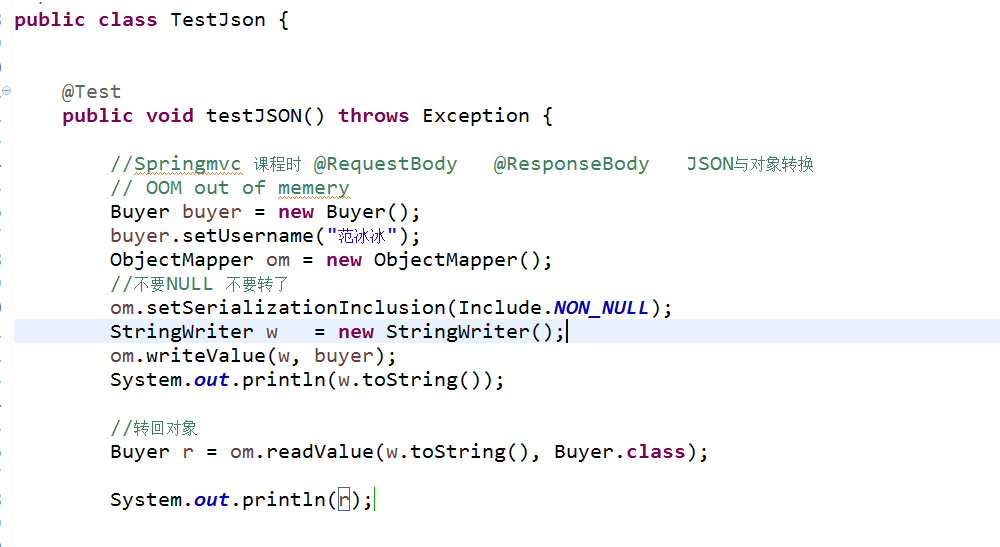 public class TestJson {
@Test
public void testJSON() throws Exception {
//Springmvc 课程时 @RequestBody   @ResponseBody   JSON与对象转换
// OOM out of memery
Buyer buyer = new Buyer();
buyer.setUsername("范冰冰");
ObjectMapper om = new ObjectMapper();
//不要NULL 不要转了
om.setSerializationInclusion(Include.NON_NULL);
StringWriter w   = new StringWriter();
om.writeValue(w, buyer);
System.out.println(w.toString());
//转回对象
Buyer r = om.readValue(w.toString(), Buyer.class);
System.out.println(r);